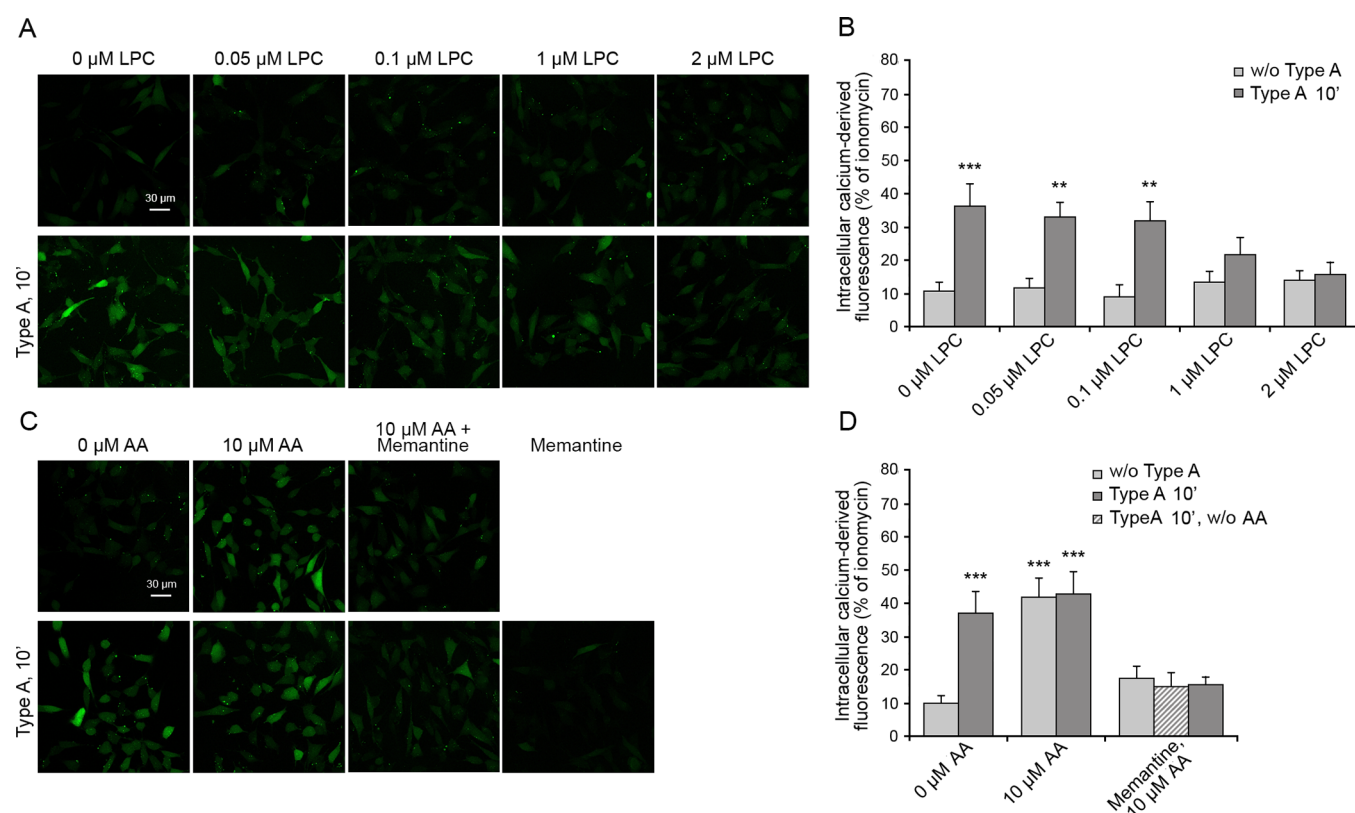 A
0 µM LPC
0.05 µM LPC
0.1 µM LPC
1 µM LPC
2 µM LPC
30 µm
Type A, 10’
B
Intracellular calcium-derived
fluorescence (% of ionomycin)
80
70
60
50
40
30
20
10
0
w/o Type A
Type A 10’
***
**
**
0 µM LPC
0.05 µM LPC
0.1 µM LPC
1 µM LPC
2 µM LPC
C
0 µM AA
10 µM AA
10 µM AA +
Memantine
Memantine
30 µm
Type A, 10’
D
Intracellular calcium-derived
fluorescence (% of ionomycin)
80
70
60
50
40
30
20
10
0
w/o Type A
Type A 10’
TypeA 10’, w/o AA
***
***
***
0 µM AA
10 µM AA
Memantine,
10 µM AA